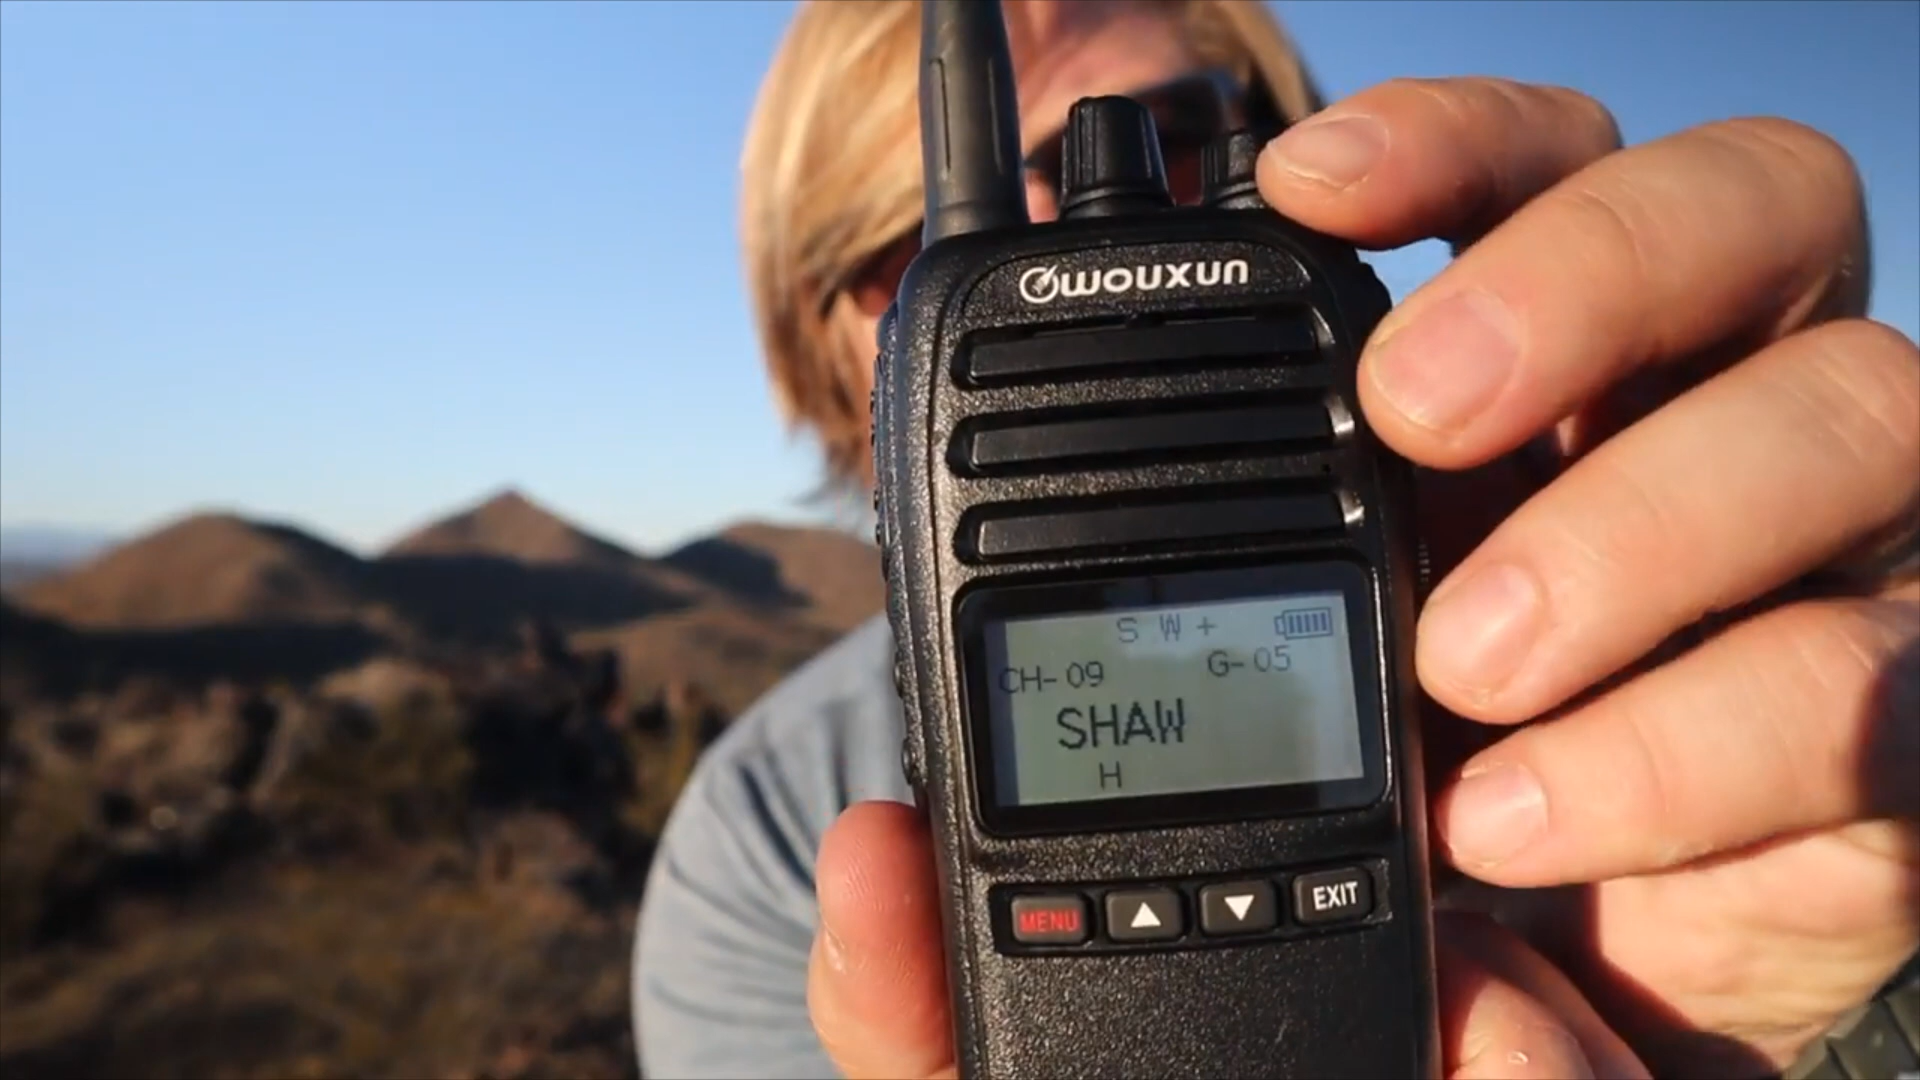 WOUXUN
S W +
CH-09 G-05
SHAW
H
MENU ▲ ▼ EXIT